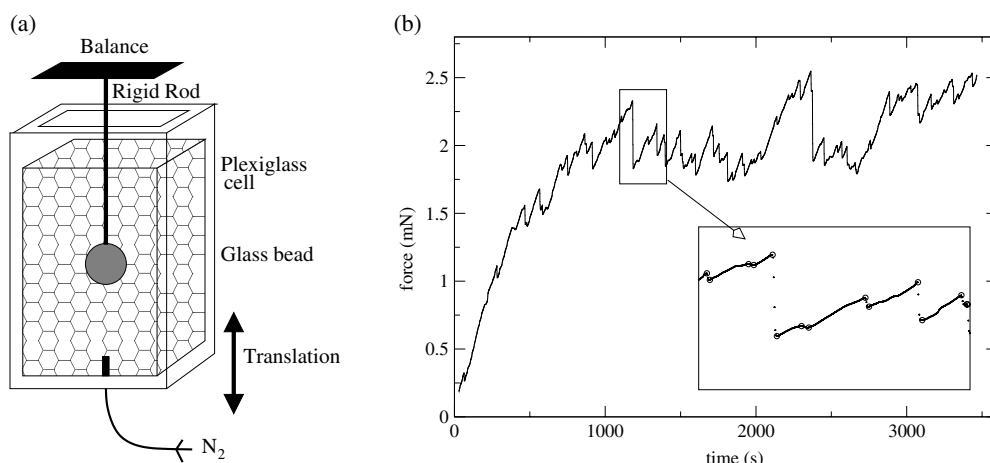 (a)
Balance
Rigid Rod
Plexiglass
cell
Glass bead
Translation
N₂
(b)
2.5
2
1.5
1
0.5
0
force (mN)
0 1000 2000 3000
time (s)